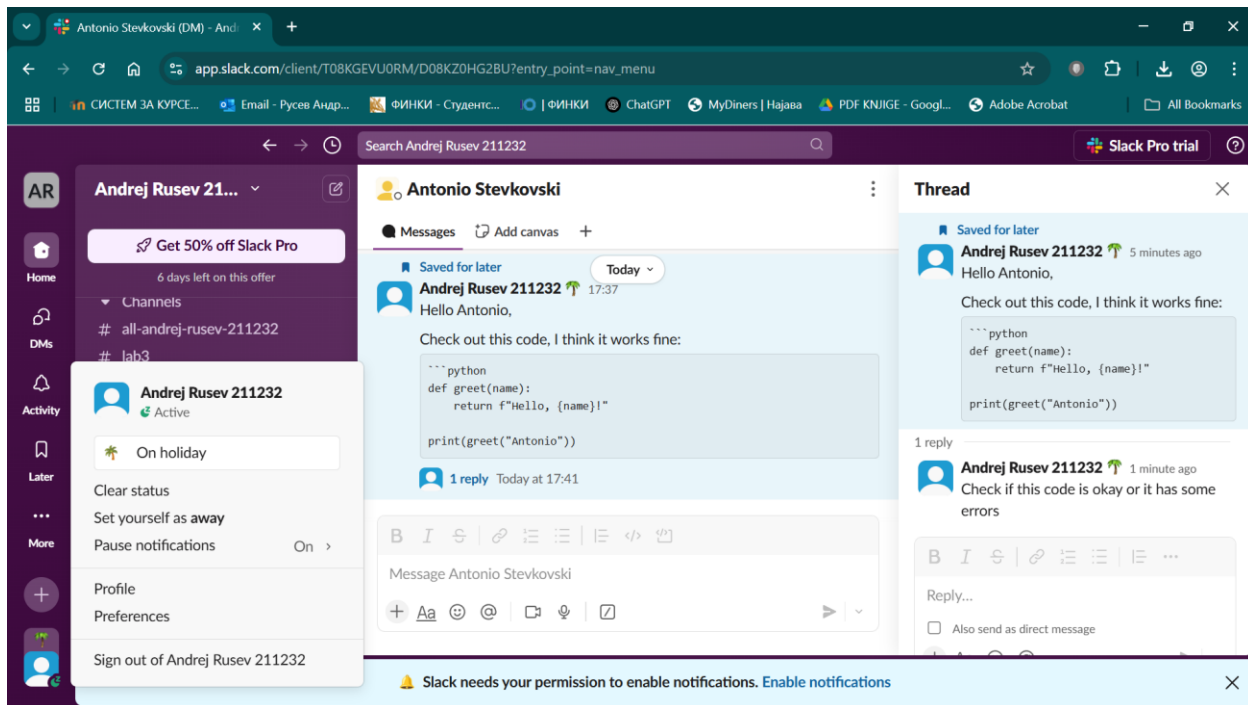 Antonio Stevkovski (DM) - And
app.slack.com/client/T08KGEVU0RM/D08KZ0HG2BU?entry_point=nav_menu
СИСТЕМ ЗА КУРСЕ...
Email - Русев Андр...
ФИНКИ - Студентс...
| ФИНКИ
ChatGPT
MyDiners | Најава
PDF KNJIGE - Googl...
Adobe Acrobat
All Bookmarks
Search Andrej Rusev 211232
Slack Pro trial
AR
Home
DMs
Activity
Later
More
Andrej Rusev 21...
Get 50% off Slack Pro
6 days left on this offer
Channels
# all-andrej-rusev-211232
# lab3
Andrej Rusev 211232
Active
On holiday
Clear status
Set yourself as away
Pause notifications On
Profile
Preferences
Sign out of Andrej Rusev 211232
Antonio Stevkovski
Messages Add canvas
Today
Saved for later
Andrej Rusev 211232 17:37
Hello Antonio,
Check out this code, I think it works fine:
```python
def greet(name):
    return f"Hello, {name}!"
print(greet("Antonio"))
1 reply Today at 17:41
Message Antonio Stevkovski
Aa
Thread
Saved for later
Andrej Rusev 211232 5 minutes ago
Hello Antonio,
Check out this code, I think it works fine:
```python
def greet(name):
    return f"Hello, {name}!"
print(greet("Antonio"))
1 reply
Andrej Rusev 211232 1 minute ago
Check if this code is okay or it has some
errors
Reply...
Also send as direct message
Slack needs your permission to enable notifications. Enable notifications